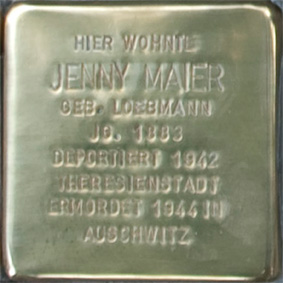 HIER WOHNTE
JENNY MAIER
GEB. LOEBMANN
JG. 1883
DEPORTIERT 1942
THERESIENSTADT
ERMORDET 1944 IN
AUSCHWITZ